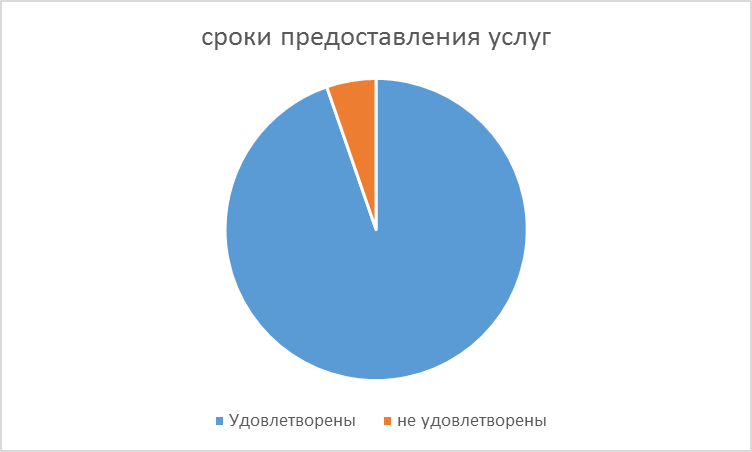 сроки предоставления услуг
Удовлетворены
не удовлетворены